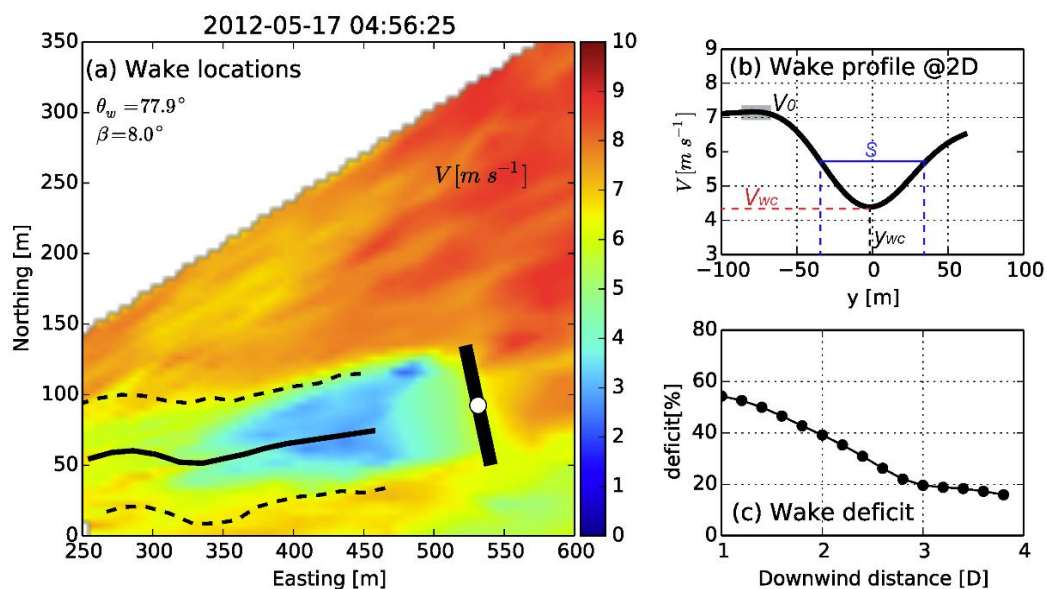 2012-05-17 04:56:25
(a) Wake locations
θ_w =77.9°
β=8.0°
V[m s⁻¹]
Northing [m]
350
300
250
200
150
100
50
0
250 300 350 400 450 500 550 600
Easting [m]
10
9
8
7
6
5
4
3
2
1
0
(b) Wake profile @2D
V[m s⁻¹]
9
8
7
6
5
4
3
V₀
S
V_WC
y_WC
−100 −50 0 50 100
y [m]
deficit[%]
80
60
40
20
0
(c) Wake deficit
1 2 3 4
Downwind distance [D]